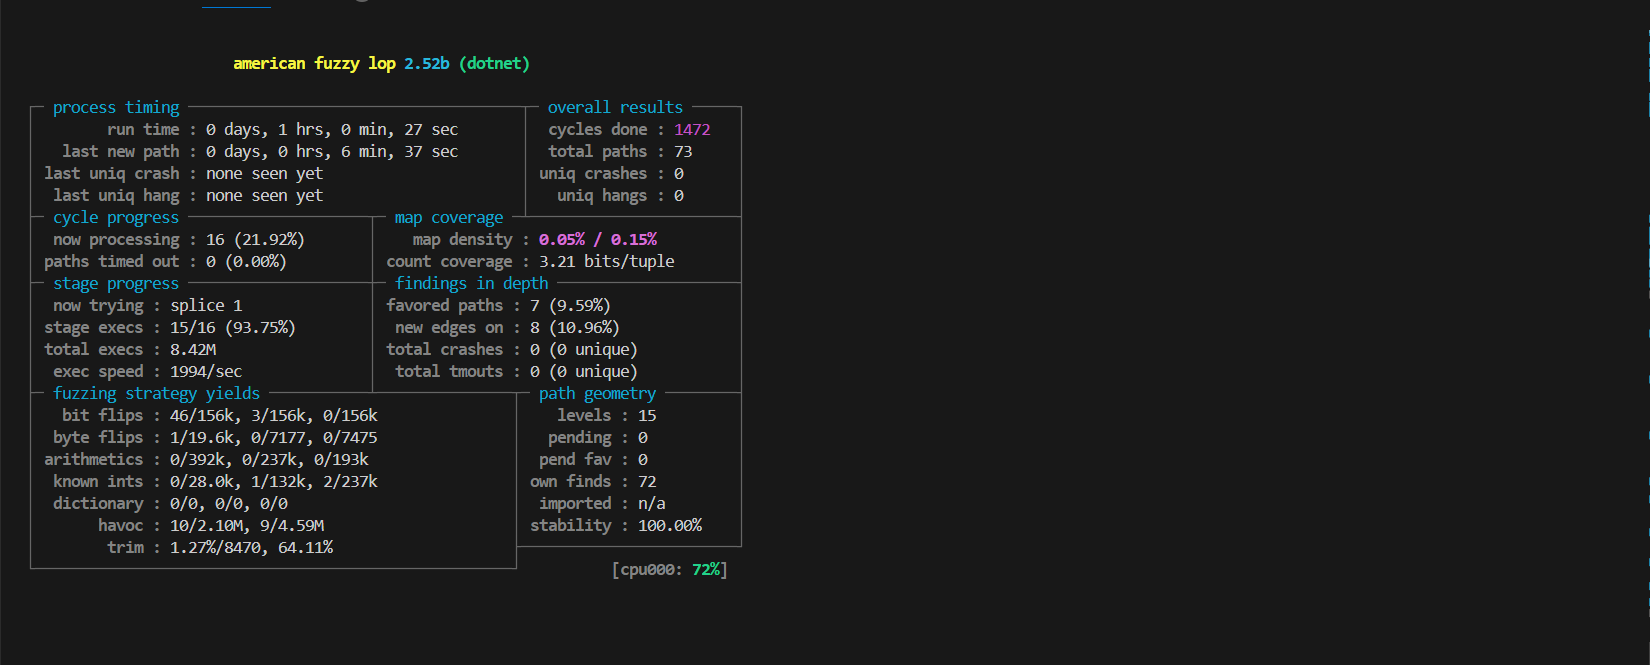 american fuzzy lop 2.52b (dotnet)
process timing
run time : 0 days, 1 hrs, 0 min, 27 sec
last new path : 0 days, 0 hrs, 6 min, 37 sec
last uniq crash : none seen yet
last uniq hang : none seen yet
overall results
cycles done : 1472
total paths : 73
uniq crashes : 0
uniq hangs : 0
cycle progress
now processing : 16 (21.92%)
paths timed out : 0 (0.00%)
map coverage
map density : 0.05% / 0.15%
count coverage : 3.21 bits/tuple
stage progress
now trying : splice 1
stage execs : 15/16 (93.75%)
total execs : 8.42M
exec speed : 1994/sec
findings in depth
favored paths : 7 (9.59%)
new edges on : 8 (10.96%)
total crashes : 0 (0 unique)
total tmouts : 0 (0 unique)
fuzzing strategy yields
bit flips : 46/156k, 3/156k, 0/156k
byte flips : 1/19.6k, 0/7177, 0/7475
arithmetics : 0/392k, 0/237k, 0/193k
known ints : 0/28.0k, 1/132k, 2/237k
dictionary : 0/0, 0/0, 0/0
havoc : 10/2.10M, 9/4.59M
trim : 1.27%/8470, 64.11%
path geometry
levels : 15
pending : 0
pend fav : 0
own finds : 72
imported : n/a
stability : 100.00%
[cpu000: 72%]